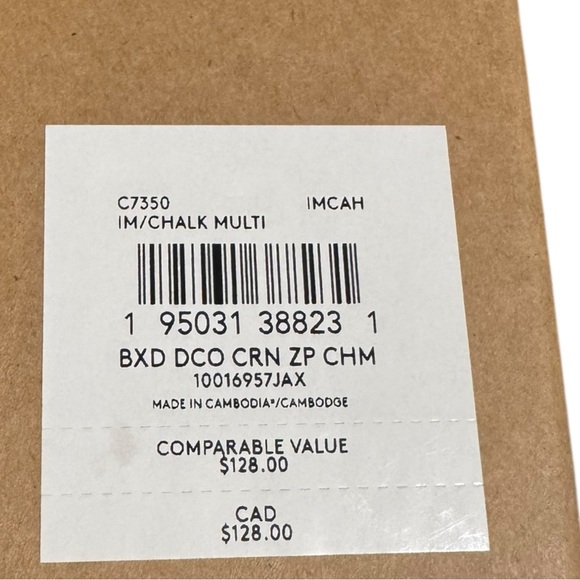 C7350 IMCAH
IM/CHALK MULTI
1 95031 38823 1
BXD DCO CRN ZP CHM
10016957JAX
MADE IN CAMBODIA*/CAMBODGE
COMPARABLE VALUE
$128.00
CAD
$128.00